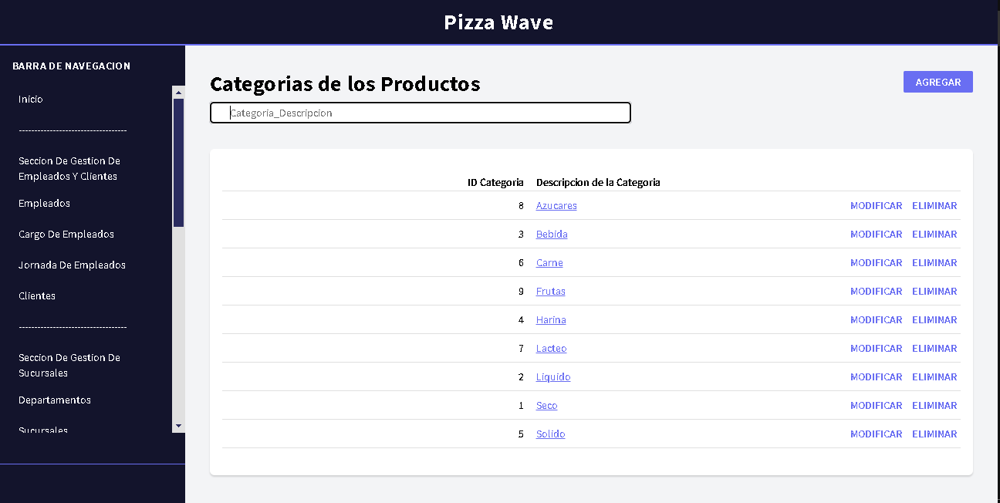 Pizza Wave
BARRA DE NAVEGACION
Inicio
-----------------------------------
Seccion De Gestion De
Empleados Y Clientes
Empleados
Cargo De Empleados
Jornada De Empleados
Clientes
-----------------------------------
Seccion De Gestion De
Sucursales
Departamentos
Sucursales
Categorias de los Productos
AGREGAR
Categoria_Descripcion
ID Categoria Descripcion de la Categoria
8 Azucares MODIFICAR ELIMINAR
3 Bebida MODIFICAR ELIMINAR
6 Carne MODIFICAR ELIMINAR
9 Frutas MODIFICAR ELIMINAR
4 Harina MODIFICAR ELIMINAR
7 Lacteo MODIFICAR ELIMINAR
2 Liquido MODIFICAR ELIMINAR
1 Seco MODIFICAR ELIMINAR
5 Solido MODIFICAR ELIMINAR